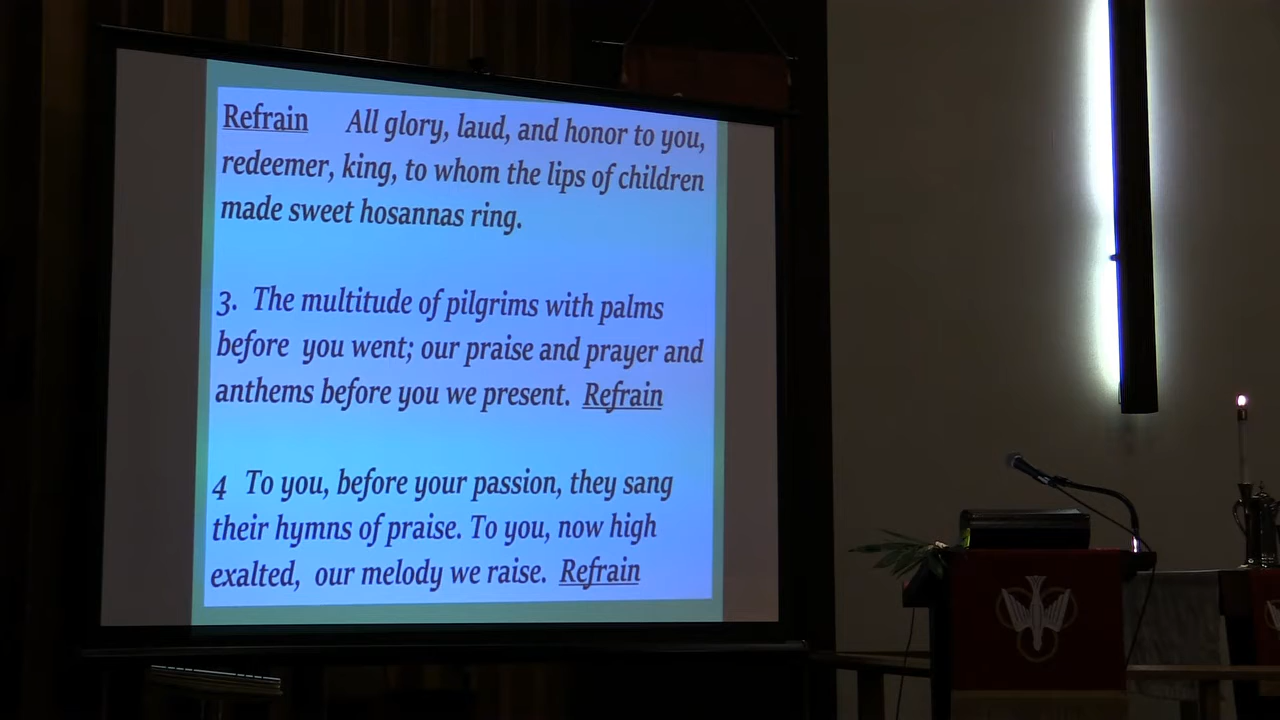 Refrain All glory, laud, and honor to you,
redeemer, king, to whom the lips of children
made sweet hosannas ring.
3. The multitude of pilgrims with palms
before you went; our praise and prayer and
anthems before you we present. Refrain
4 To you, before your passion, they sang
their hymns of praise. To you, now high
exalted, our melody we raise. Refrain